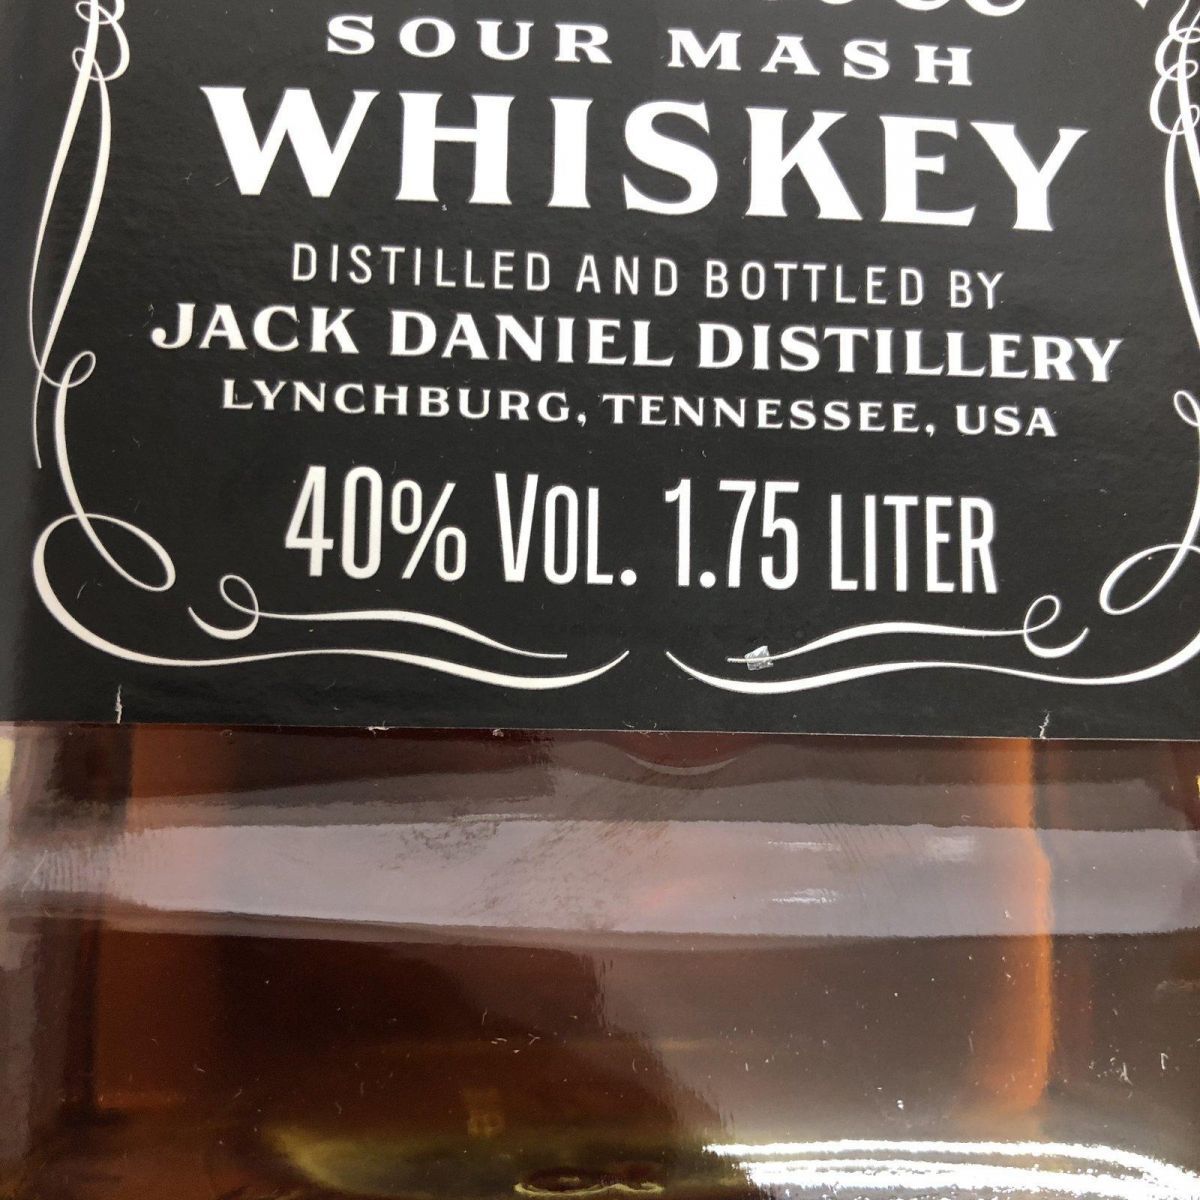 SOUR MASH
WHISKEY
DISTILLED AND BOTTLED BY
JACK DANIEL DISTILLERY
LYNCHBURG, TENNESSEE, USA
40% VOL. 1.75 LITER